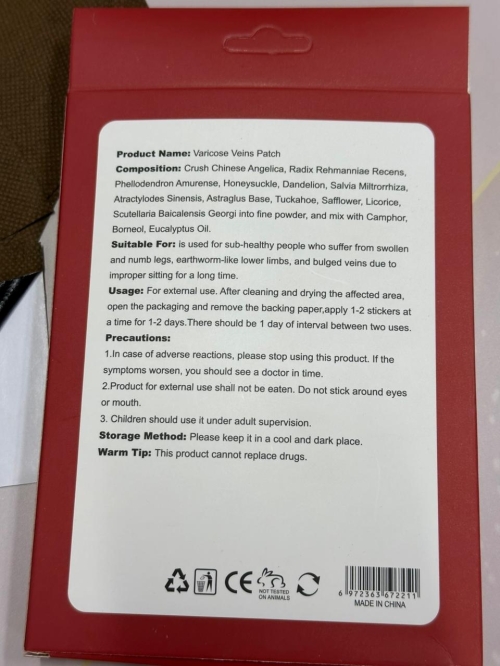 Product Name: Varicose Veins Patch
Composition: Crush Chinese Angelica, Radix Rehmanniae Recens,
Phellodendron Amurense, Honeysuckle, Dandelion, Salvia Miltrorrhiza,
Atractylodes Sinensis, Astraglus Base, Tuckahoe, Safflower, Licorice,
Scutellaria Baicalensis Georgi into fine powder, and mix with Camphor,
Borneol, Eucalyptus Oil.
Suitable For: is used for sub-healthy people who suffer from swollen
and numb legs, earthworm-like lower limbs, and bulged veins due to
improper sitting for a long time.
Usage: For external use. After cleaning and drying the affected area,
open the packaging and remove the backing paper,apply 1-2 stickers at
a time for 1-2 days.There should be 1 day of interval between two uses.
Precautions:
1.In case of adverse reactions, please stop using this product. If the
symptoms worsen, you should see a doctor in time.
2.Product for external use shall not be eaten. Do not stick around eyes
or mouth.
3. Children should use it under adult supervision.
Storage Method: Please keep it in a cool and dark place.
Warm Tip: This product cannot replace drugs.
CE
NOT TESTED
ON ANIMALS
6 972363 672211
MADE IN CHINA